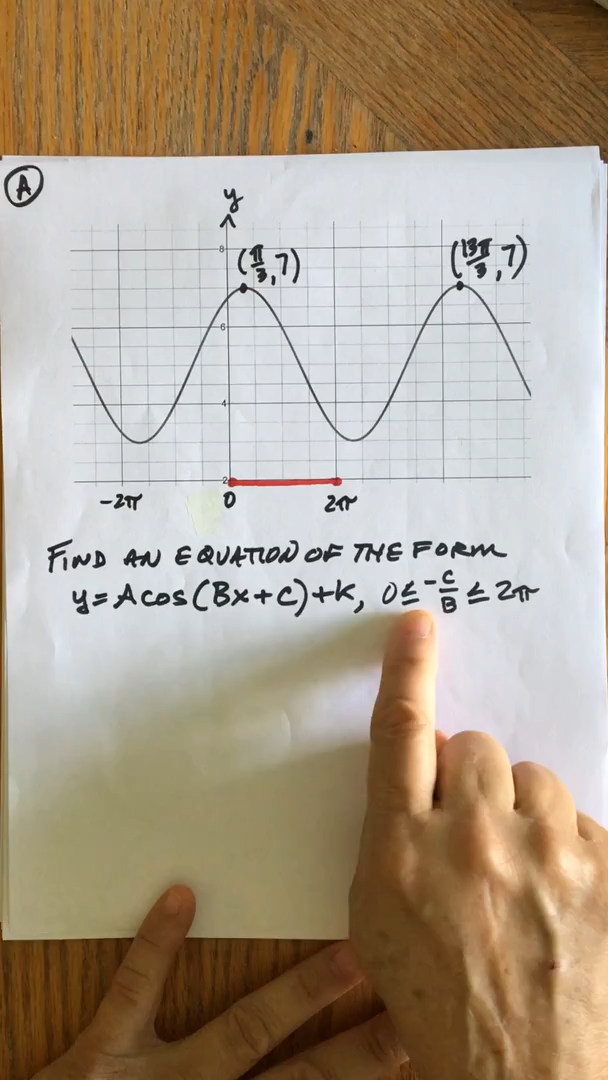 A
y
8
(π/3, 7)
(13π/3, 7)
6
4
2
-2π
0
2π
FIND AN EQUATION OF THE FORM
y = A cos(Bx + C) + K, 0 ≤ -C/B ≤ 2π